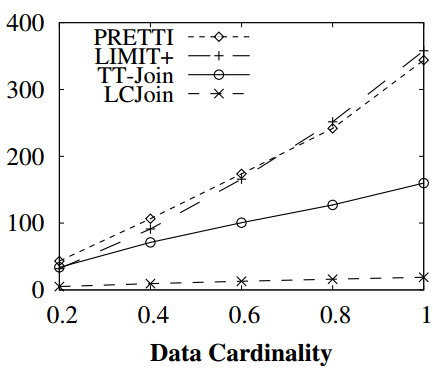 400
300
200
100
0
PRETTI
LIMIT+
TT-Join
LCJoin
0.2 0.4 0.6 0.8 1
Data Cardinality